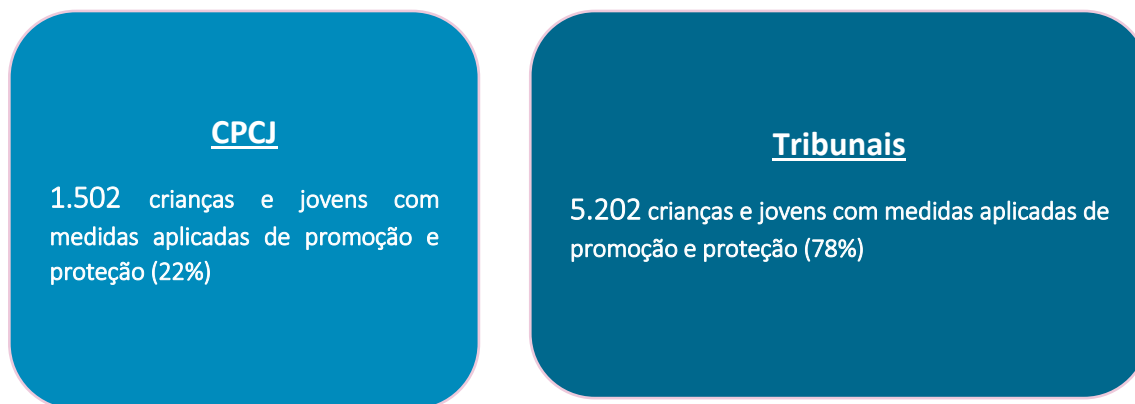 CPCJ
1.502 crianças e jovens com
medidas aplicadas de promoção e
proteção (22%)
Tribunais
5.202 crianças e jovens com medidas aplicadas de
promoção e proteção (78%)